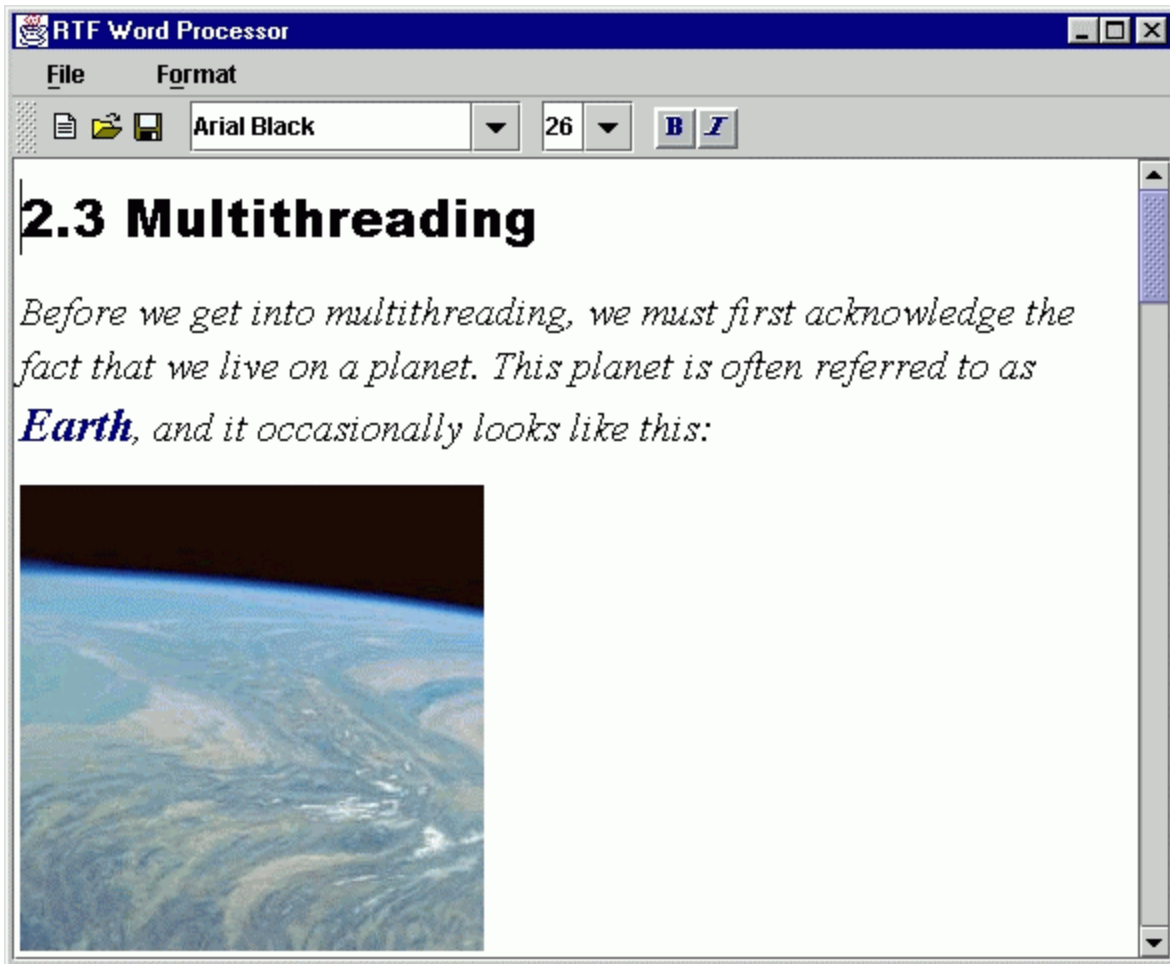 RTF Word Processor
File Format
Arial Black 26 B I
2.3 Multithreading
Before we get into multithreading, we must first acknowledge the
fact that we live on a planet. This planet is often referred to as
Earth, and it occasionally looks like this: